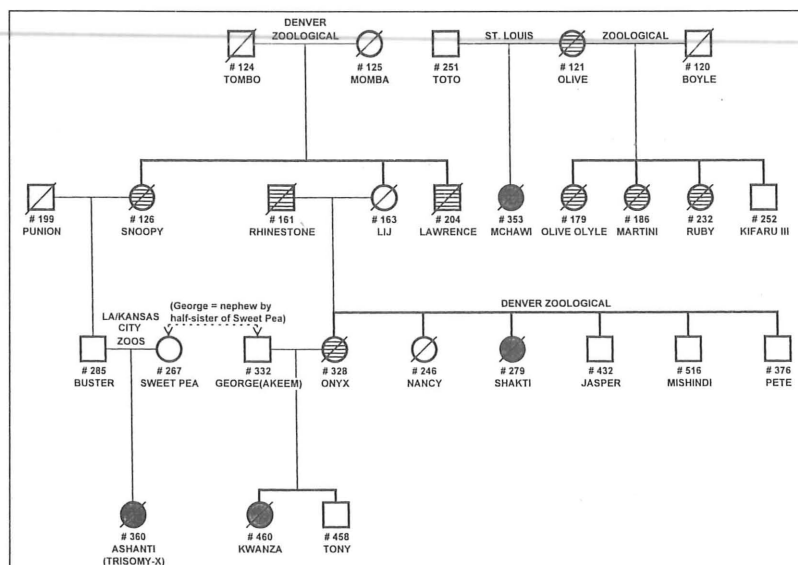 DENVER
ZOOLOGICAL
ST. LOUIS ZOOLOGICAL
# 124 # 125 # 251 # 121 # 120
TOMBO MOMBA TOTO OLIVE BOYLE
# 199 # 126 # 161 # 163 # 204 # 353 # 179 # 186 # 232 # 252
PUNION SNOOPY RHINESTONE LIJ LAWRENCE MCHAWI OLIVE OLYLE MARTINI RUBY KIFARU III
LA/KANSAS
CITY
ZOOS
(George = nephew by
half-sister of Sweet Pea)
DENVER ZOOLOGICAL
# 285 # 267 # 332 # 328 # 246 # 279 # 432 # 516 # 376
BUSTER SWEET PEA GEORGE(AKEEM) ONYX NANCY SHAKTI JASPER MISHINDI PETE
# 360 # 460 # 458
ASHANTI KWANZA TONY
(TRISOMY-X)